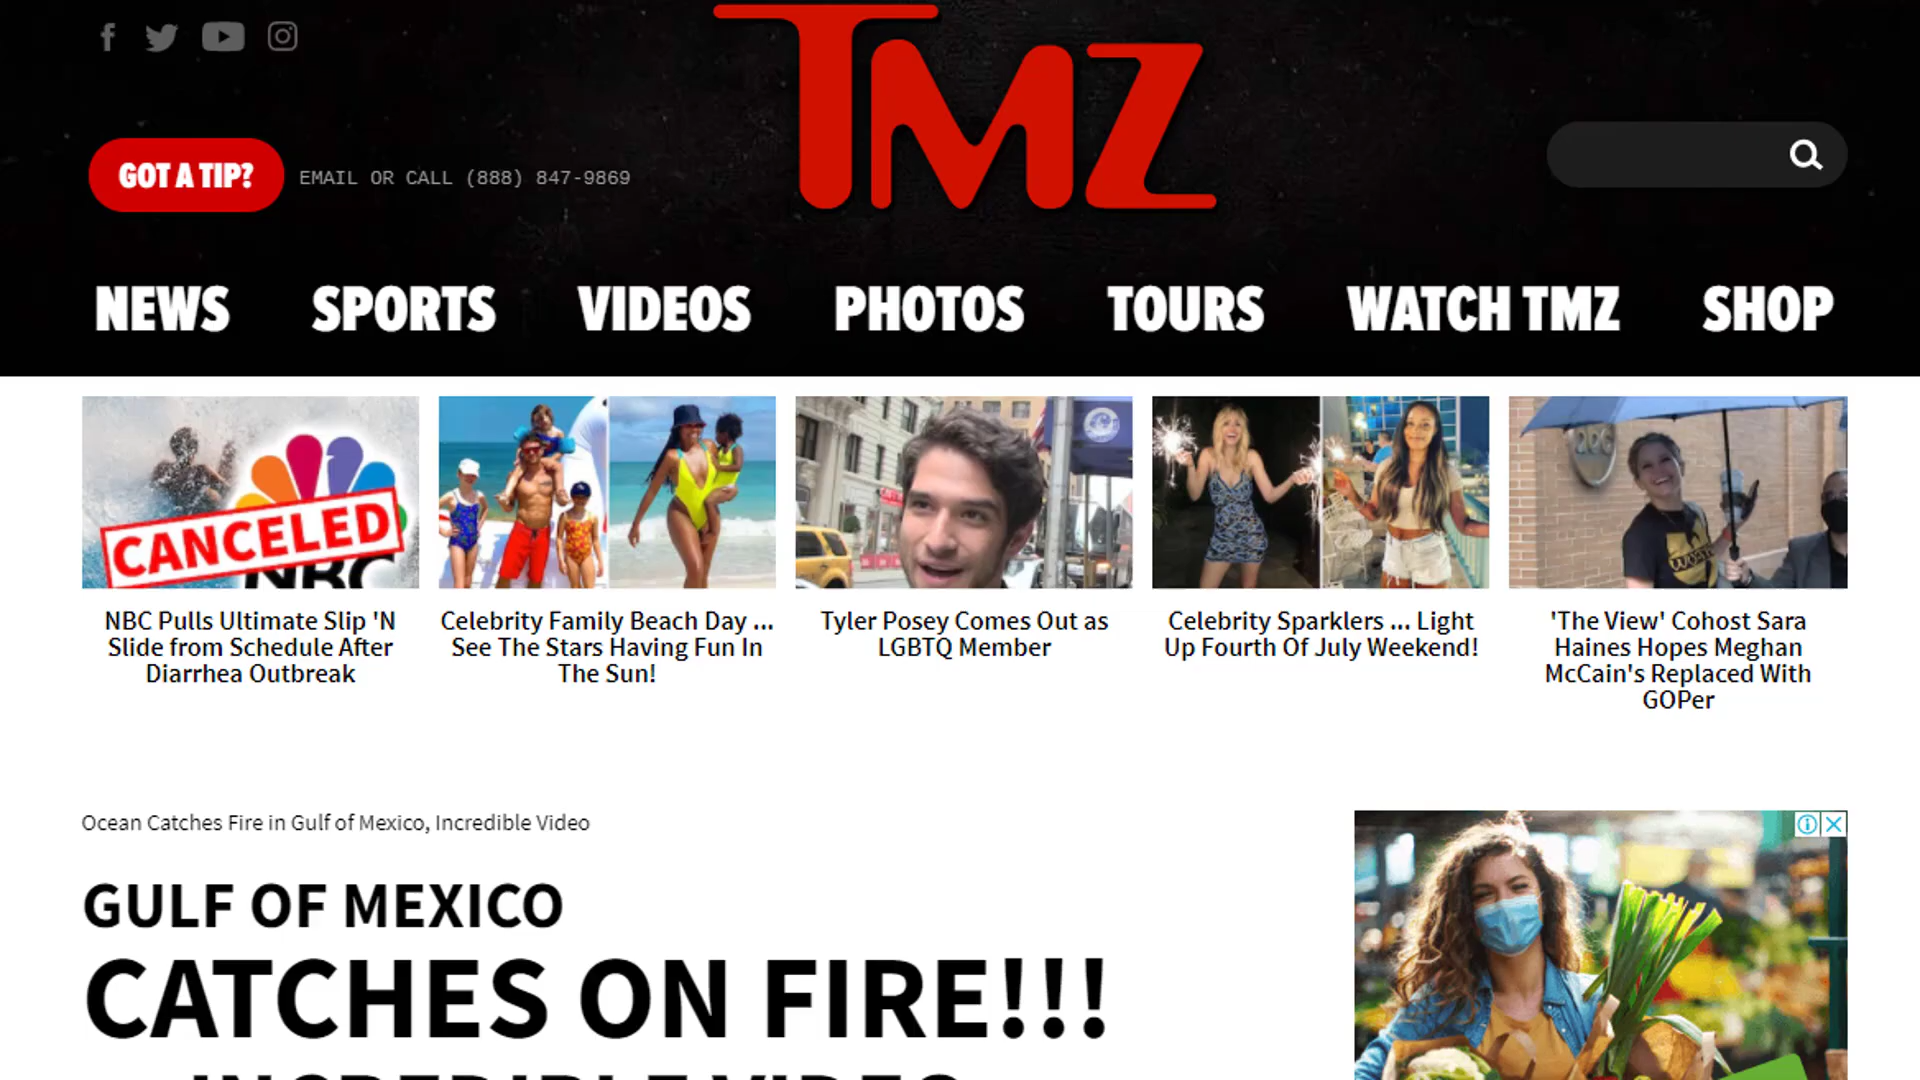 TMZ
GOT A TIP?
EMAIL OR CALL (888) 847-9869
NEWS
SPORTS
VIDEOS
PHOTOS
TOURS
WATCH TMZ
SHOP
CANCELED
NBC
NBC Pulls Ultimate Slip 'N
Slide from Schedule After
Diarrhea Outbreak
Celebrity Family Beach Day ...
See The Stars Having Fun In
The Sun!
Tyler Posey Comes Out as
LGBTQ Member
Celebrity Sparklers ... Light
Up Fourth Of July Weekend!
'The View' Cohost Sara
Haines Hopes Meghan
McCain's Replaced With
GOPer
Ocean Catches Fire in Gulf of Mexico, Incredible Video
GULF OF MEXICO
CATCHES ON FIRE!!!
INCREDIBLE VIDEO